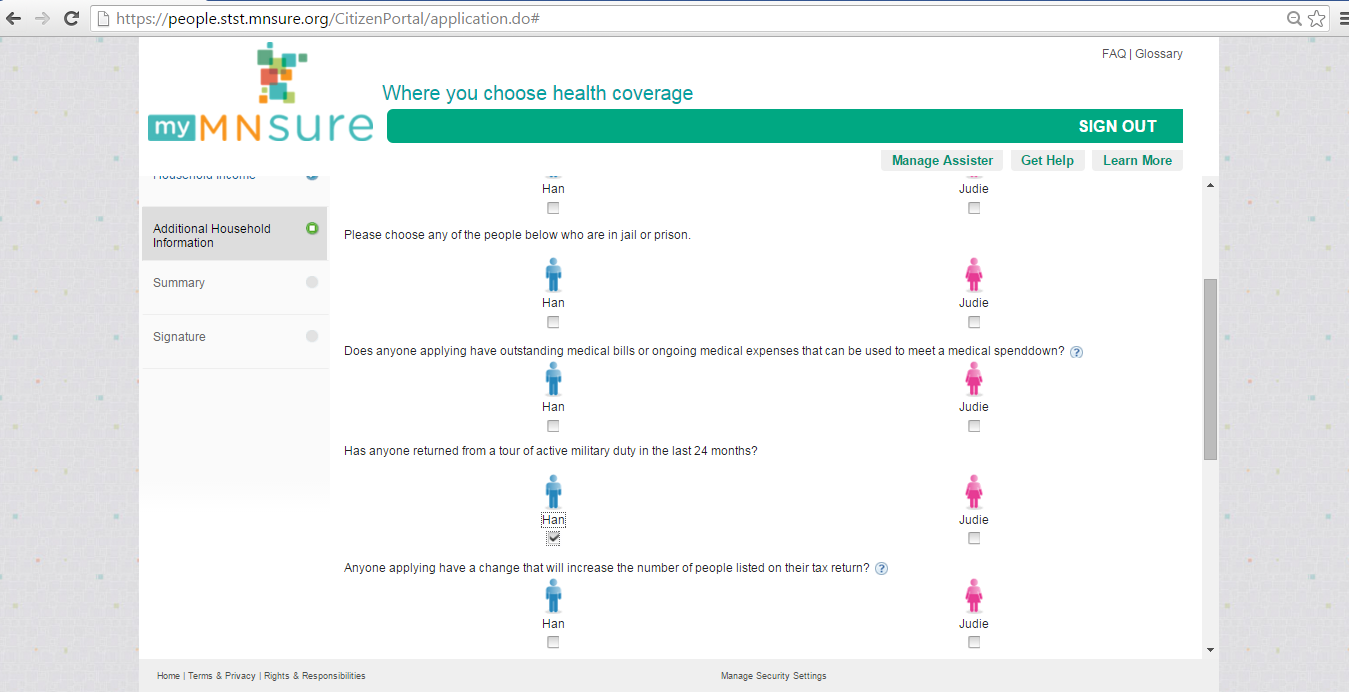 https://people.stst.mnsure.org/CitizenPortal/application.do#
FAQ | Glossary
Where you choose health coverage
my MNsure
SIGN OUT
Manage Assister Get Help Learn More
Household Income
Han Judie
Additional Household
Information
Please choose any of the people below who are in jail or prison.
Summary
Han Judie
Signature
Does anyone applying have outstanding medical bills or ongoing medical expenses that can be used to meet a medical spenddown? ?
Han Judie
Has anyone returned from a tour of active military duty in the last 24 months?
Han Judie
Anyone applying have a change that will increase the number of people listed on their tax return? ?
Han Judie
Home | Terms & Privacy | Rights & Responsibilities Manage Security Settings